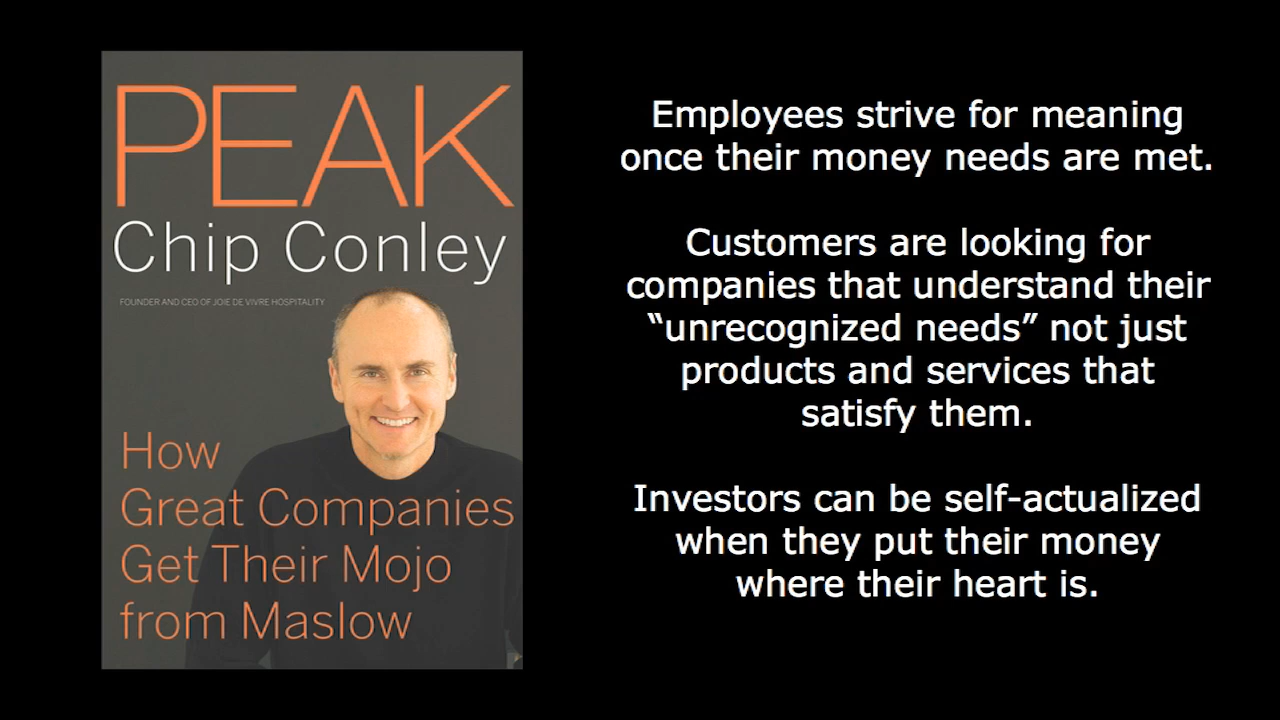 PEAK
Chip Conley
FOUNDER AND CEO OF JOIE DE VIVRE HOSPITALITY
How
Great Companies
Get Their Mojo
from Maslow
Employees strive for meaning
once their money needs are met.
Customers are looking for
companies that understand their
“unrecognized needs” not just
products and services that
satisfy them.
Investors can be self-actualized
when they put their money
where their heart is.